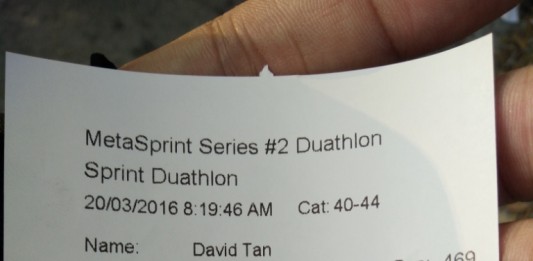 MetaSprint Series #2 Duathlon
Sprint Duathlon
20/03/2016 8:19:46 AM Cat: 40-44
Name: David Tan
469